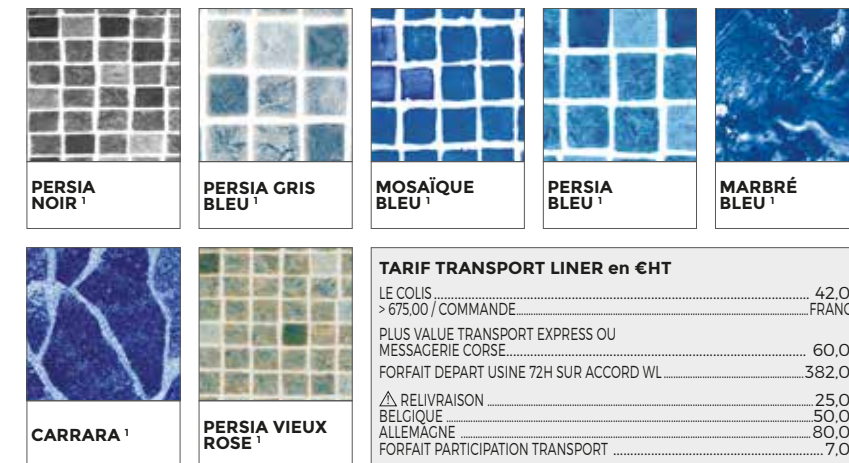 PERSIA
NOIR ¹
PERSIA GRIS
BLEU ¹
MOSAÏQUE
BLEU ¹
PERSIA
BLEU ¹
MARBRÉ
BLEU ¹
CARRARA ¹
PERSIA VIEUX
ROSE ¹
TARIF TRANSPORT LINER en €HT
LE COLIS 42,0
> 675,00 / COMMANDE FRANC
PLUS VALUE TRANSPORT EXPRESS OU
MESSAGERIE CORSE 60,0
FORFAIT DEPART USINE 72H SUR ACCORD WL 382,0
⚠ RELIVRAISON 25,0
BELGIQUE 50,0
ALLEMAGNE 80,0
FORFAIT PARTICIPATION TRANSPORT 7,0